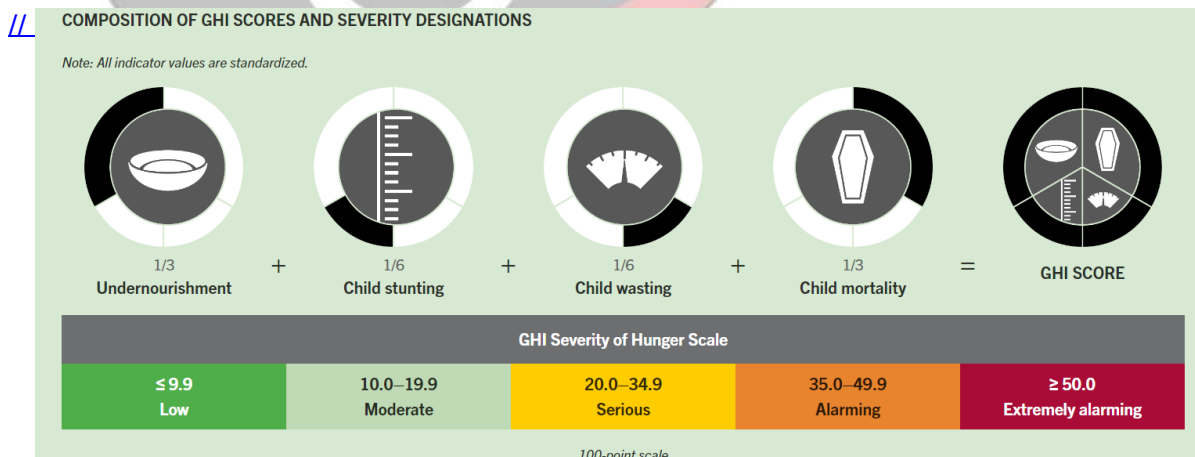 //
COMPOSITION OF GHI SCORES AND SEVERITY DESIGNATIONS
Note: All indicator values are standardized.
1/3 + 1/6 + 1/6 + 1/3 = GHI SCORE
Undernourishment Child stunting Child wasting Child mortality
GHI Severity of Hunger Scale
≤ 9.9 10.0–19.9 20.0–34.9 35.0–49.9 ≥ 50.0
Low Moderate Serious Alarming Extremely alarming
100-point scale